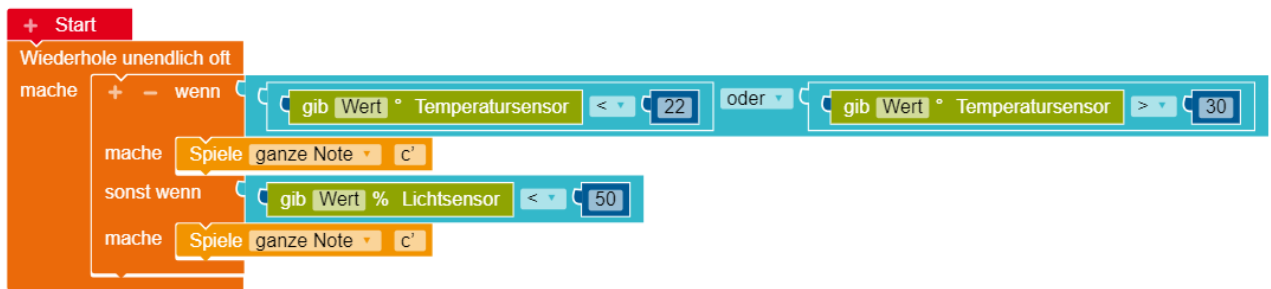 + Start
Wiederhole unendlich oft
mache + – wenn gib Wert ° Temperatursensor < 22 oder gib Wert ° Temperatursensor > 30
mache Spiele ganze Note c’
sonst wenn gib Wert % Lichtsensor < 50
mache Spiele ganze Note c’